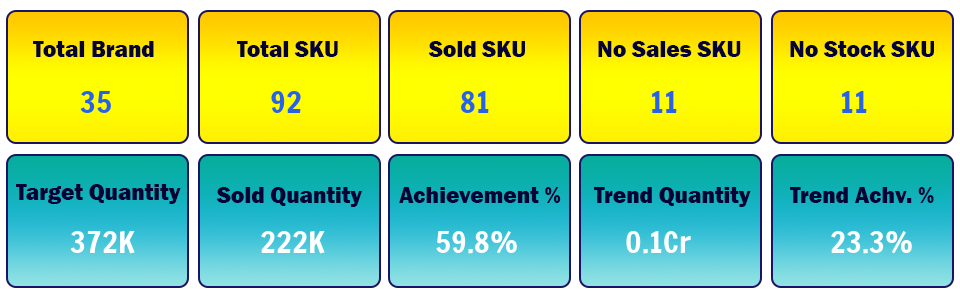 Total Brand
35
Total SKU
92
Sold SKU
81
No Sales SKU
11
No Stock SKU
11
Target Quantity
372K
Sold Quantity
222K
Achievement %
59.8%
Trend Quantity
0.1Cr
Trend Achv. %
23.3%